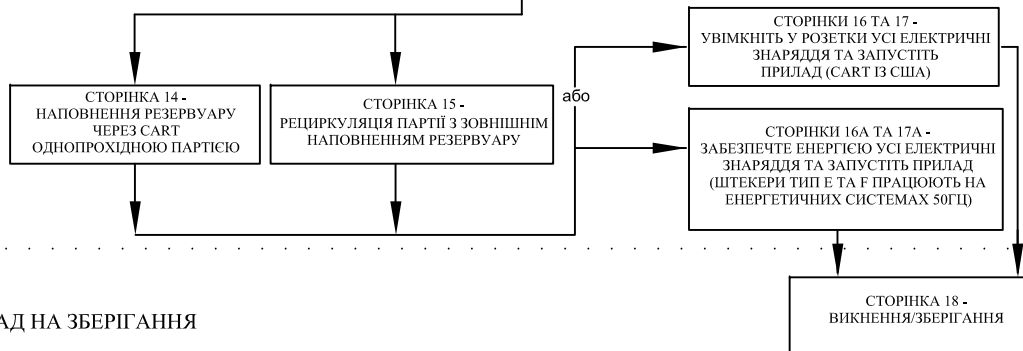 СТОРІНКА 14 -
НАПОВНЕННЯ РЕЗЕРВУАРУ
ЧЕРЕЗ CART
ОДНОПРОХІДНОЮ ПАРТІЄЮ
СТОРІНКА 15 -
РЕЦИРКУЛЯЦІЯ ПАРТІЇ З ЗОВНІШНІМ
НАПОВНЕННЯМ РЕЗЕРВУАРУ
або
СТОРІНКИ 16 ТА 17 -
УВІМКНІТЬ У РОЗЕТКИ УСІ ЕЛЕКТРИЧНІ
ЗНАРЯДДЯ ТА ЗАПУСТІТЬ
ПРИЛАД (CART ІЗ США)
СТОРІНКИ 16А ТА 17А -
ЗАБЕЗПЕЧТЕ ЕНЕРГІЄЮ УСІ ЕЛЕКТРИЧНІ
ЗНАРЯДДЯ ТА ЗАПУСТІТЬ ПРИЛАД
(ШТЕКЕРИ ТИП E ТА F ПРАЦЮЮТЬ НА
ЕНЕРГЕТИЧНИХ СИСТЕМАХ 50ГЦ)
СТОРІНКА 18 -
ВИКНЕННЯ/ЗБЕРІГАННЯ
АД НА ЗБЕРІГАННЯ